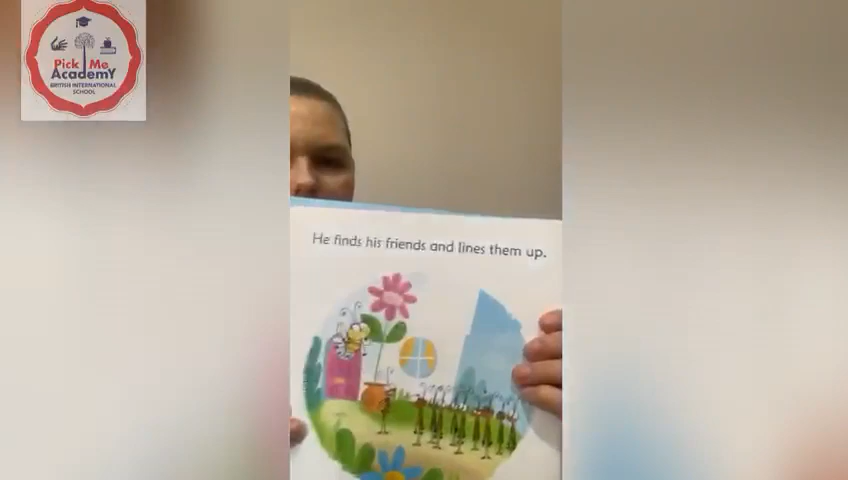 Pick Me
Academy
BRITISH INTERNATIONAL
SCHOOL
He finds his friends and lines them up.